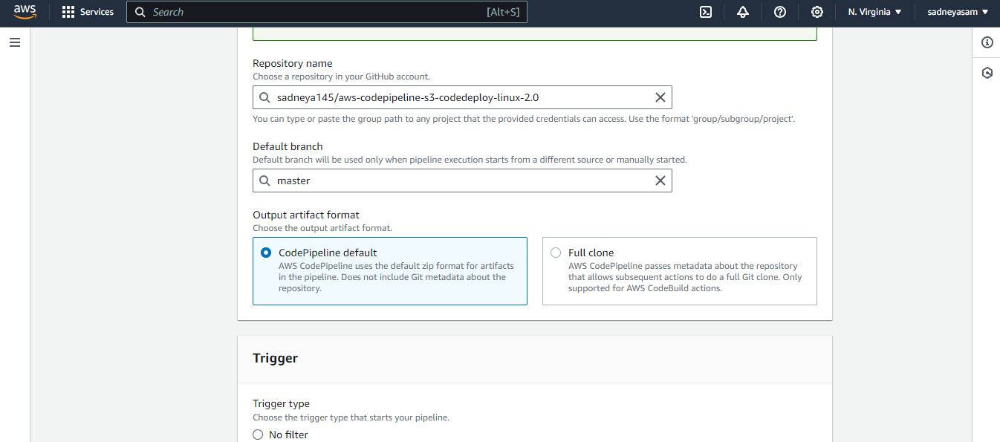 aws
Services
Search [Alt+S]
N. Virginia
sadneyasam
Repository name
Choose a repository in your GitHub account.
sadneya145/aws-codepipeline-s3-codedeploy-linux-2.0
You can type or paste the group path to any project that the provided credentials can access. Use the format 'group/subgroup/project'.
Default branch
Default branch will be used only when pipeline execution starts from a different source or manually started.
master
Output artifact format
Choose the output artifact format.
CodePipeline default
AWS CodePipeline uses the default zip format for artifacts
in the pipeline. Does not include Git metadata about the
repository.
Full clone
AWS CodePipeline passes metadata about the repository
that allows subsequent actions to do a full Git clone. Only
supported for AWS CodeBuild actions.
Trigger
Trigger type
Choose the trigger type that starts your pipeline.
No filter